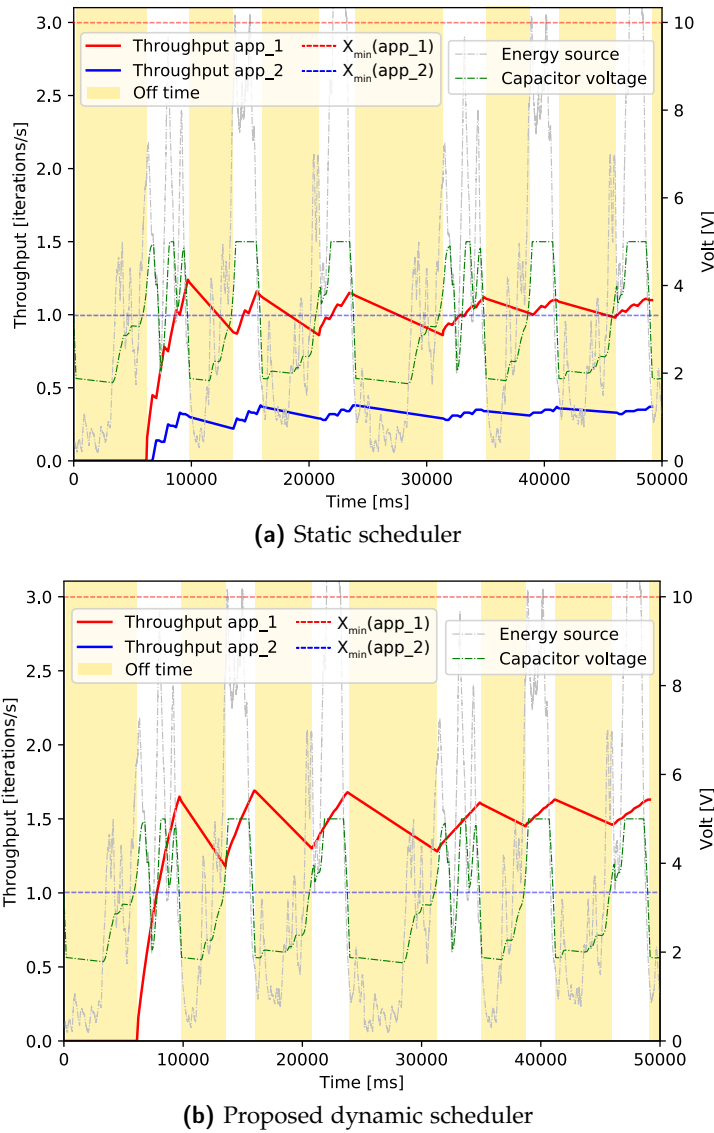 3.0
2.5
2.0
1.5
1.0
0.5
0.0
Throughput [iterations/s]
Throughput app_1
Throughput app_2
Off time
X_min(app_1)
X_min(app_2)
Energy source
Capacitor voltage
10
8
6
4
2
0
Volt [V]
0 10000 20000 30000 40000 50000
Time [ms]
(a) Static scheduler
3.0
2.5
2.0
1.5
1.0
0.5
0.0
Throughput [iterations/s]
Throughput app_1
Throughput app_2
Off time
X_min(app_1)
X_min(app_2)
Energy source
Capacitor voltage
10
8
6
4
2
0
Volt [V]
0 10000 20000 30000 40000 50000
Time [ms]
(b) Proposed dynamic scheduler